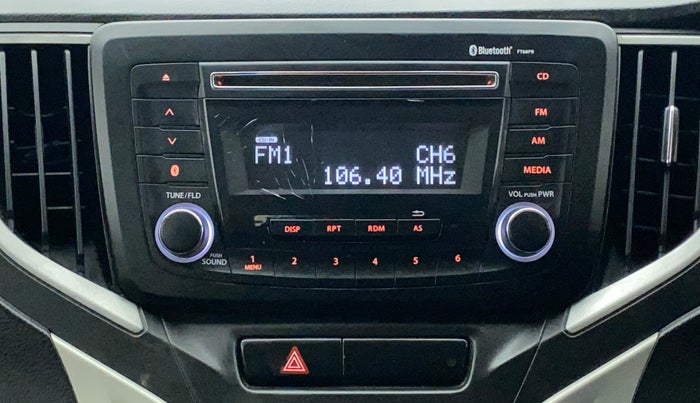 Bluetooth
CD
FM1 CH6
106.40 MHz
FM
AM
MEDIA
TUNE/FLD
VOL PUSH PWR
DISP RPT RDM AS
PUSH
SOUND
1 2 3 4 5 6
MENU